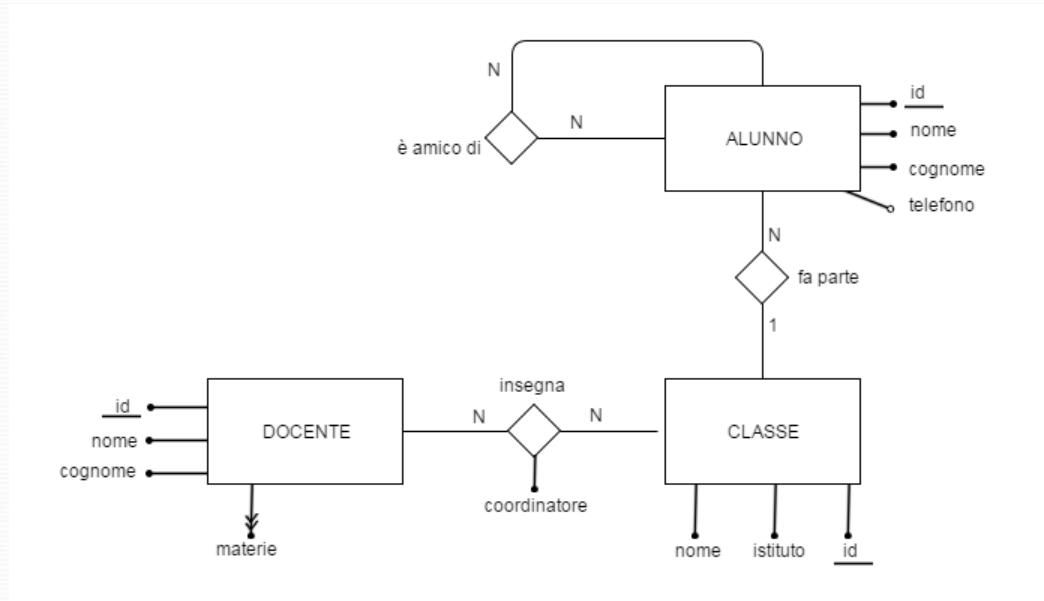 N
id
N
nome
ALUNNO
è amico di
cognome
telefono
N
fa parte
1
insegna
id
N
N
nome
DOCENTE
CLASSE
cognome
coordinatore
materie
nome
istituto
id